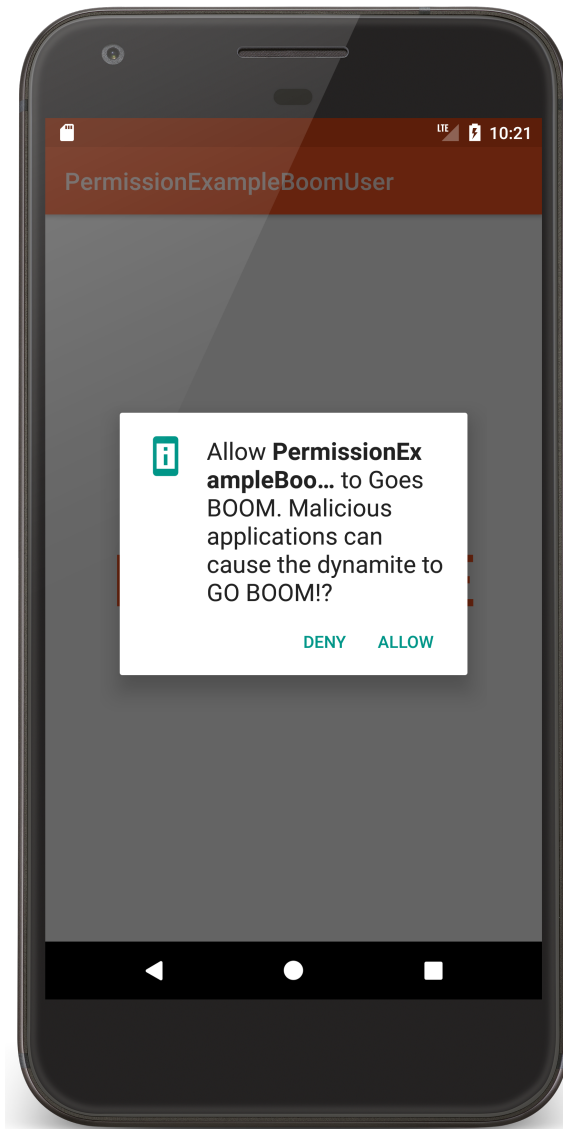 LTE 10:21
PermissionExampleBoomUser
Allow PermissionEx
ampleBoo... to Goes
BOOM. Malicious
applications can
cause the dynamite to
GO BOOM!?
DENY ALLOW